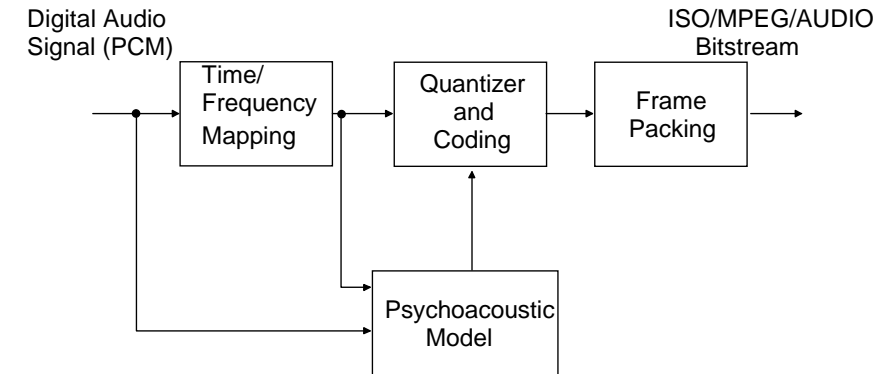 Digital Audio
Signal (PCM)
ISO/MPEG/AUDIO
Bitstream
Time/
Frequency
Mapping
Quantizer
and
Coding
Frame
Packing
Psychoacoustic
Model